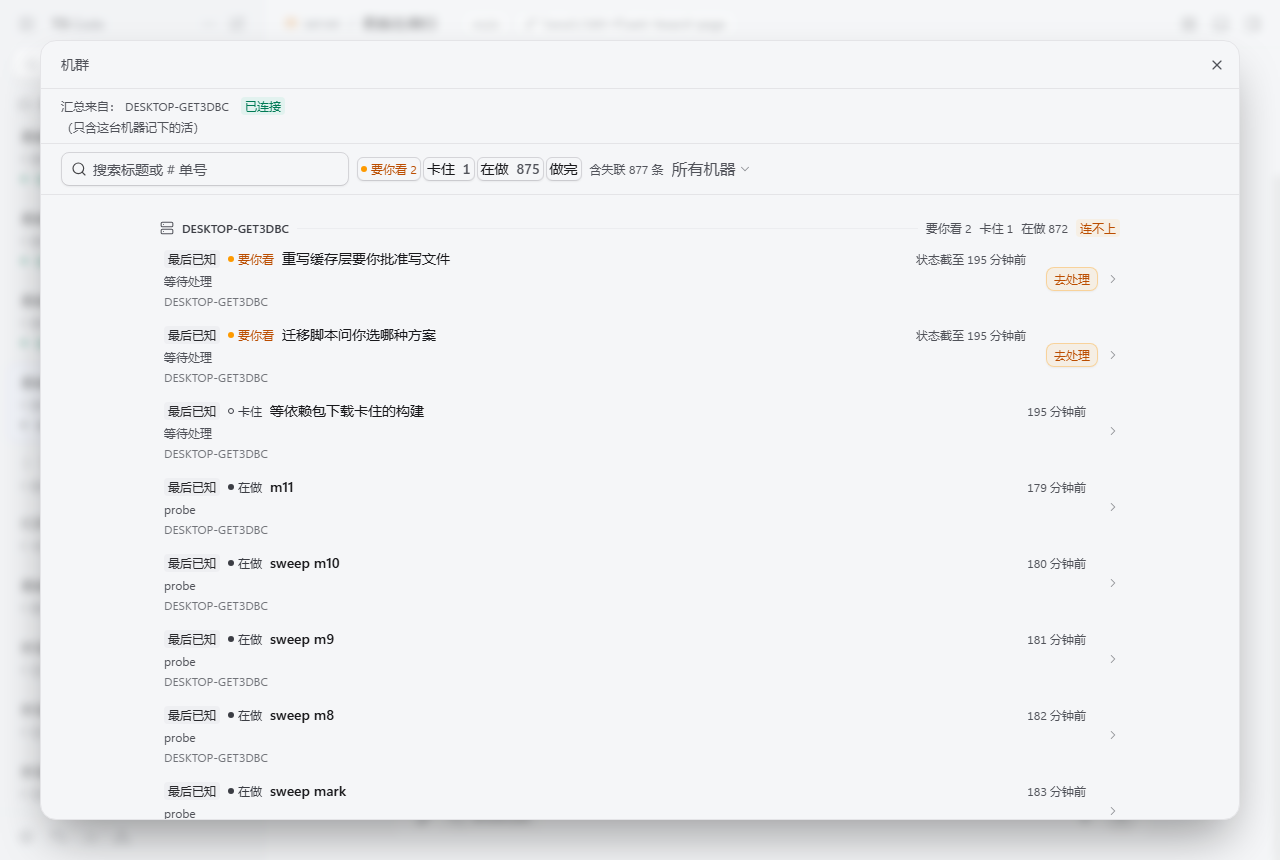 机群
汇总来自： DESKTOP-GET3DBC 已连接
（只含这台机器记下的活）
搜索标题或 # 单号 要你看 2 卡住 1 在做 875 做完 含失联 877 条 所有机器
DESKTOP-GET3DBC 要你看 2 卡住 1 在做 872 连不上
最后已知 要你看 重写缓存层要你批准写文件 状态截至 195 分钟前
等待处理 去处理
DESKTOP-GET3DBC
最后已知 要你看 迁移脚本问你选哪种方案 状态截至 195 分钟前
等待处理 去处理
DESKTOP-GET3DBC
最后已知 卡住 等依赖包下载卡住的构建 195 分钟前
等待处理
DESKTOP-GET3DBC
最后已知 在做 m11 179 分钟前
probe
DESKTOP-GET3DBC
最后已知 在做 sweep m10 180 分钟前
probe
DESKTOP-GET3DBC
最后已知 在做 sweep m9 181 分钟前
probe
DESKTOP-GET3DBC
最后已知 在做 sweep m8 182 分钟前
probe
DESKTOP-GET3DBC
最后已知 在做 sweep mark 183 分钟前
probe